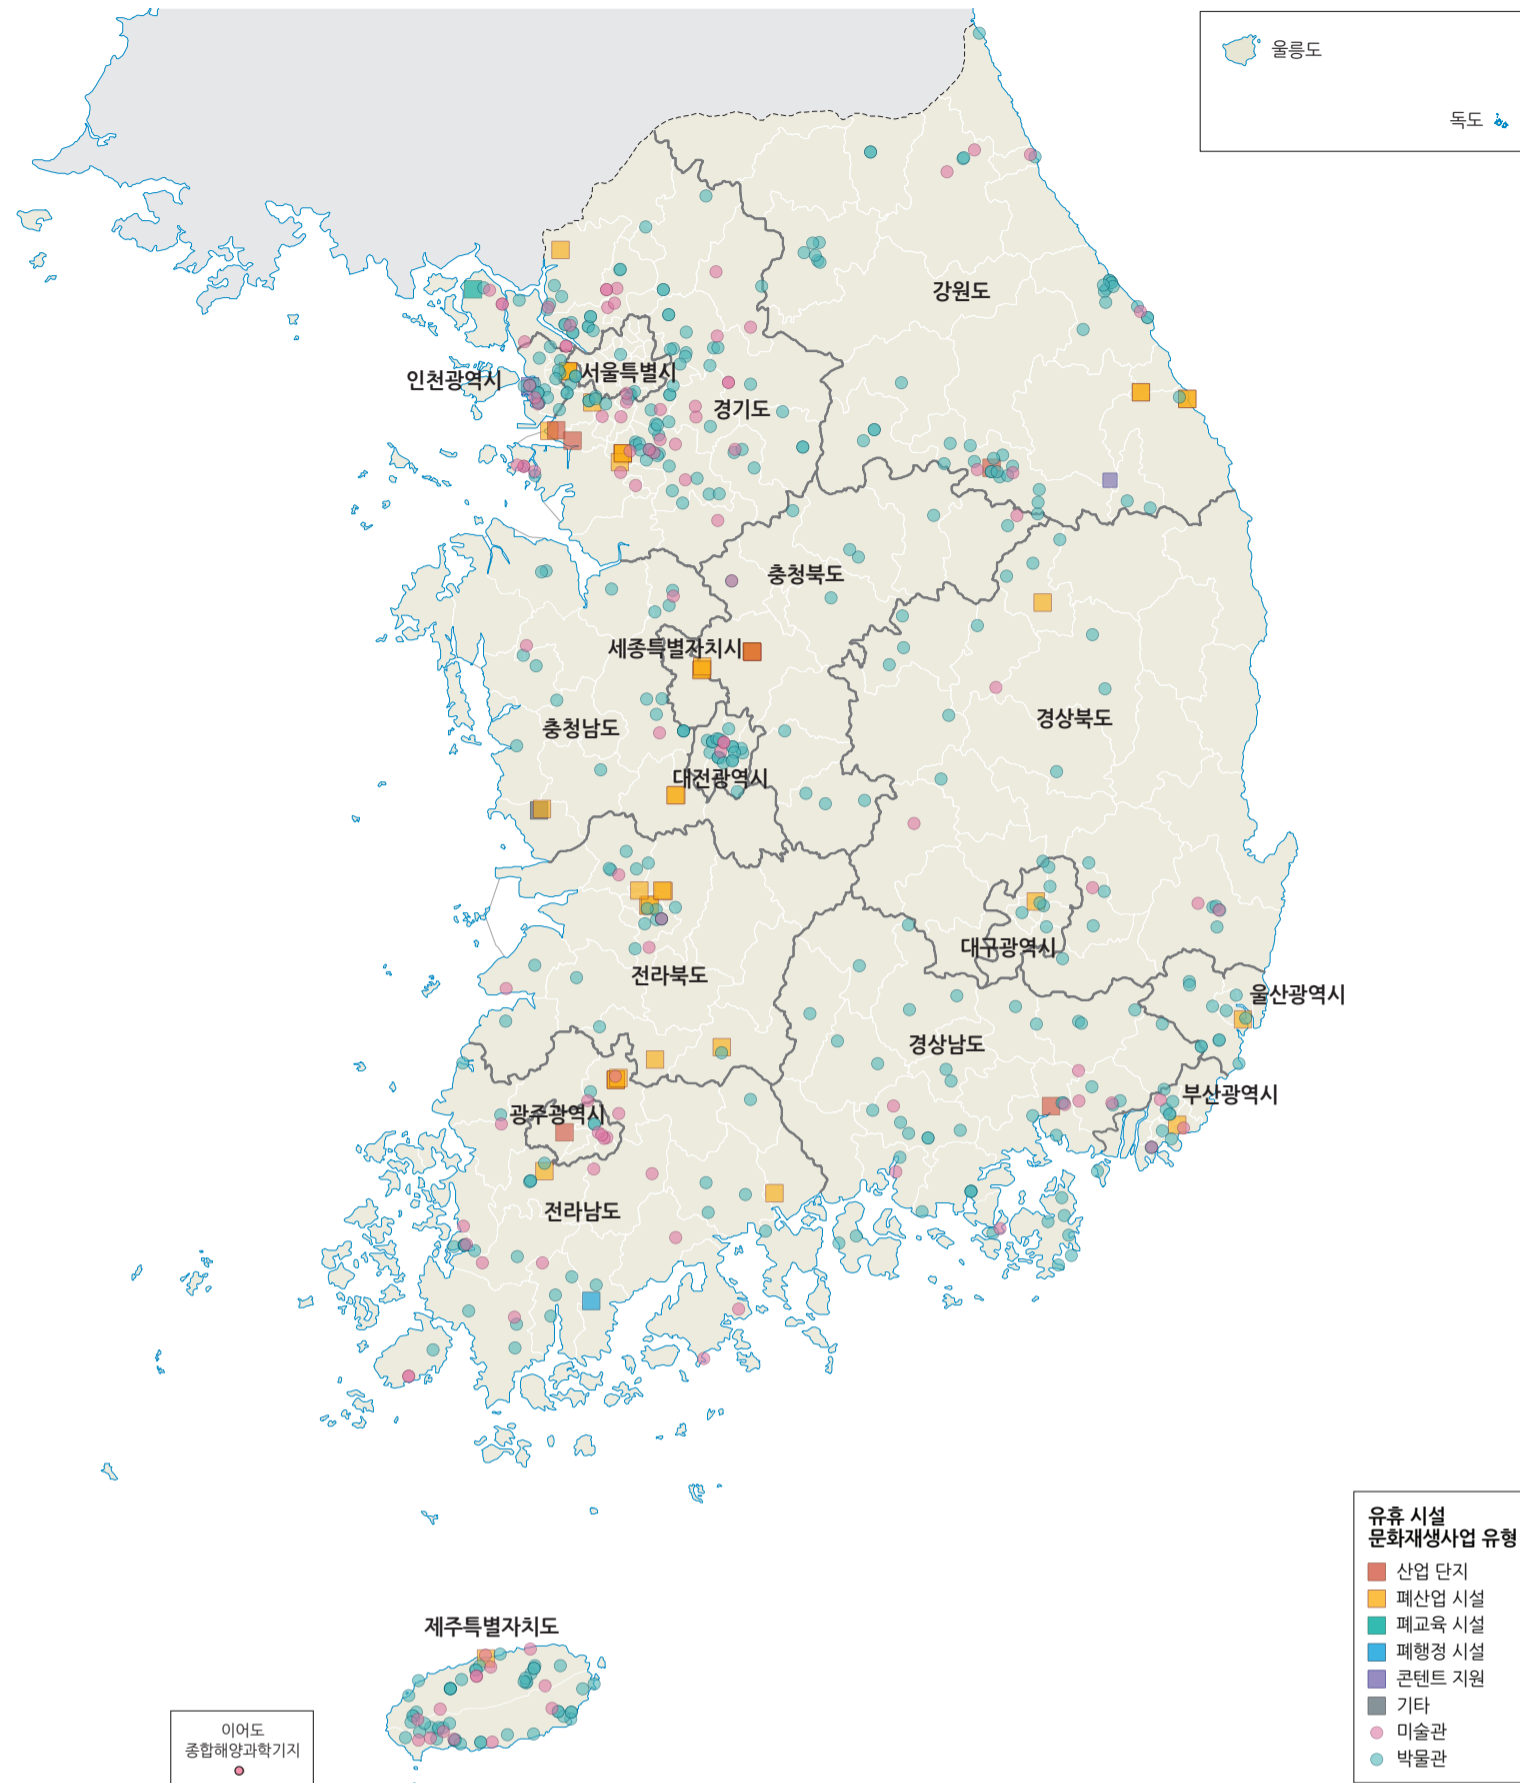 울릉도
독도
강원도
인천광역시
서울특별시
경기도
충청북도
세종특별자치시
충청남도
경상북도
대전광역시
대구광역시
전라북도
울산광역시
경상남도
부산광역시
광주광역시
전라남도
제주특별자치도
이어도
종합해양과학기지
유휴 시설
문화재생사업 유형
산업 단지
폐산업 시설
폐교육 시설
폐행정 시설
콘텐트 지원
기타
미술관
박물관